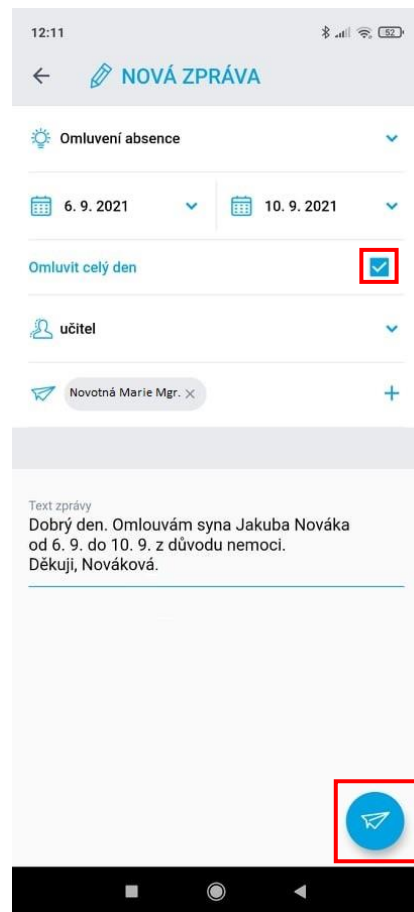 12:11
52
NOVÁ ZPRÁVA
Omluvení absence
6. 9. 2021
10. 9. 2021
Omluvit celý den
učitel
Novotná Marie Mgr. ×
Text zprávy
Dobrý den. Omlouvám syna Jakuba Nováka
od 6. 9. do 10. 9. z důvodu nemoci.
Děkuji, Nováková.